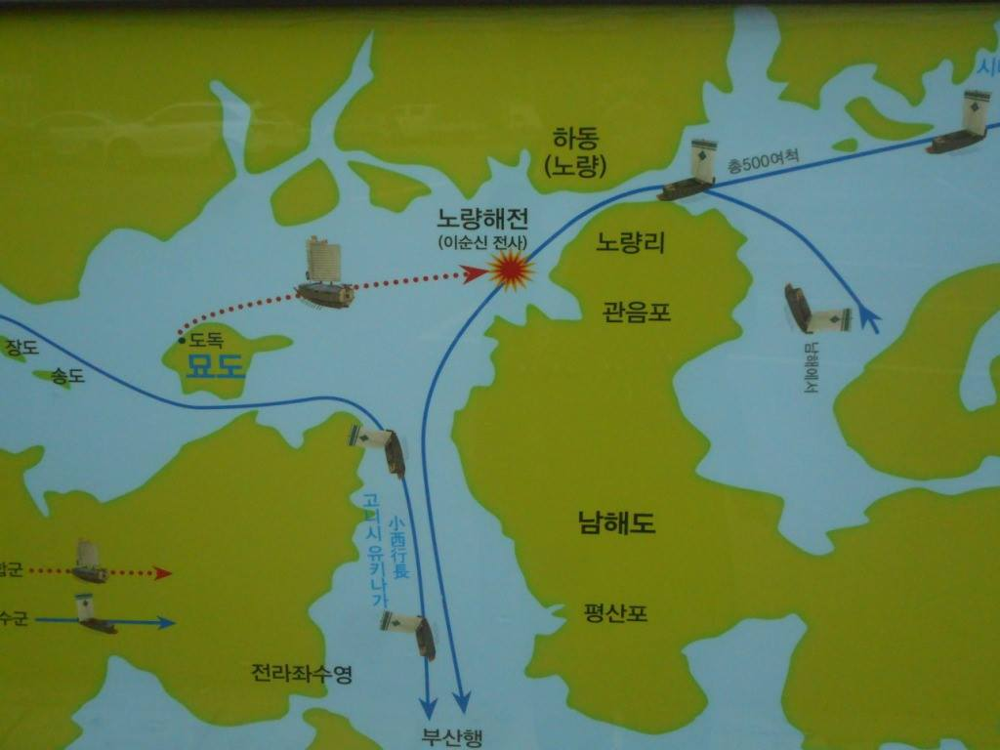 하동
(노량)
총500여척
노량해전
(이순신 전사)
노량리
관음포
남해에서
장도
송도
도독
묘도
고니시 유키나가
小西行長
남해도
평산포
전라좌수영
부산행